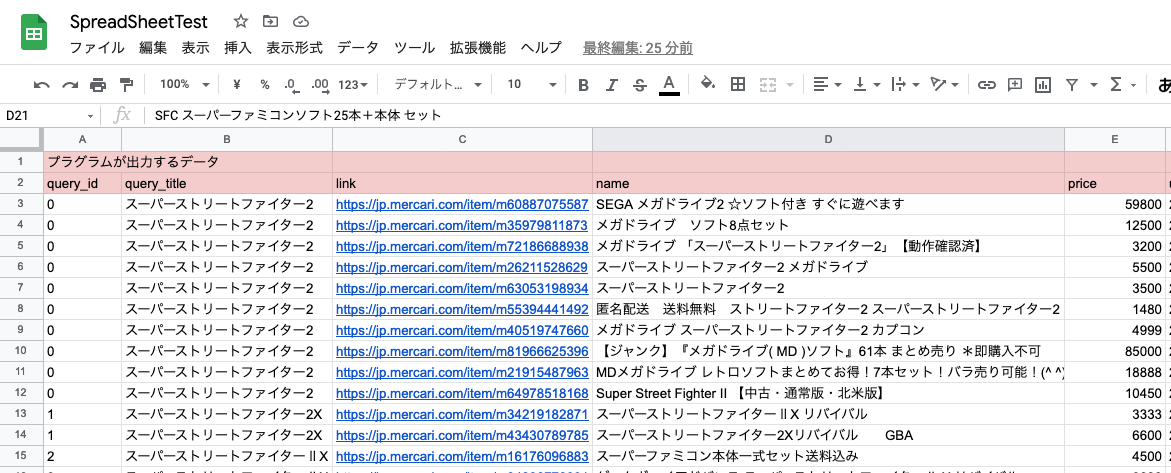 SpreadSheetTest
ファイル 編集 表示 挿入 表示形式 データ ツール 拡張機能 ヘルプ 最終編集: 25 分前
100% ¥ % .0 .00 123 デフォルト... 10 B I S A あ
D21 fx SFC スーパーファミコンソフト25本＋本体 セット
A B C D E
1 プラグラムが出力するデータ
2 query_id query_title link name price
3 0 スーパーストリートファイター2 https://jp.mercari.com/item/m60887075587 SEGA メガドライブ2 ☆ソフト付き すぐに遊べます 59800
4 0 スーパーストリートファイター2 https://jp.mercari.com/item/m35979811873 メガドライブ　ソフト8点セット 12500
5 0 スーパーストリートファイター2 https://jp.mercari.com/item/m72186688938 メガドライブ 「スーパーストリートファイター2」【動作確認済】 3200
6 0 スーパーストリートファイター2 https://jp.mercari.com/item/m26211528629 スーパーストリートファイター2 メガドライブ 5500
7 0 スーパーストリートファイター2 https://jp.mercari.com/item/m63053198934 スーパーストリートファイター2 3500
8 0 スーパーストリートファイター2 https://jp.mercari.com/item/m55394441492 匿名配送　送料無料　ストリートファイター2 スーパーストリートファイター2 1480
9 0 スーパーストリートファイター2 https://jp.mercari.com/item/m40519747660 メガドライブ スーパーストリートファイター2 カプコン 4999
10 0 スーパーストリートファイター2 https://jp.mercari.com/item/m81966625396 【ジャンク】『メガドライブ( MD )ソフト』61本 まとめ売り ＊即購入不可 85000
11 0 スーパーストリートファイター2 https://jp.mercari.com/item/m21915487963 MDメガドライブ レトロソフトまとめてお得！7本セット！バラ売り可能！(^ ^) 18888
12 0 スーパーストリートファイター2 https://jp.mercari.com/item/m64978518168 Super Street Fighter II 【中古・通常版・北米版】 10450
13 1 スーパーストリートファイター2X https://jp.mercari.com/item/m34219182871 スーパーストリートファイターⅡX リバイバル 3333
14 1 スーパーストリートファイター2X https://jp.mercari.com/item/m43430789785 スーパーストリートファイター2Xリバイバル　　GBA 6600
15 2 スーパーストリートファイターⅡX https://jp.mercari.com/item/m16176096883 スーパーファミコン本体一式セット送料込み 4500